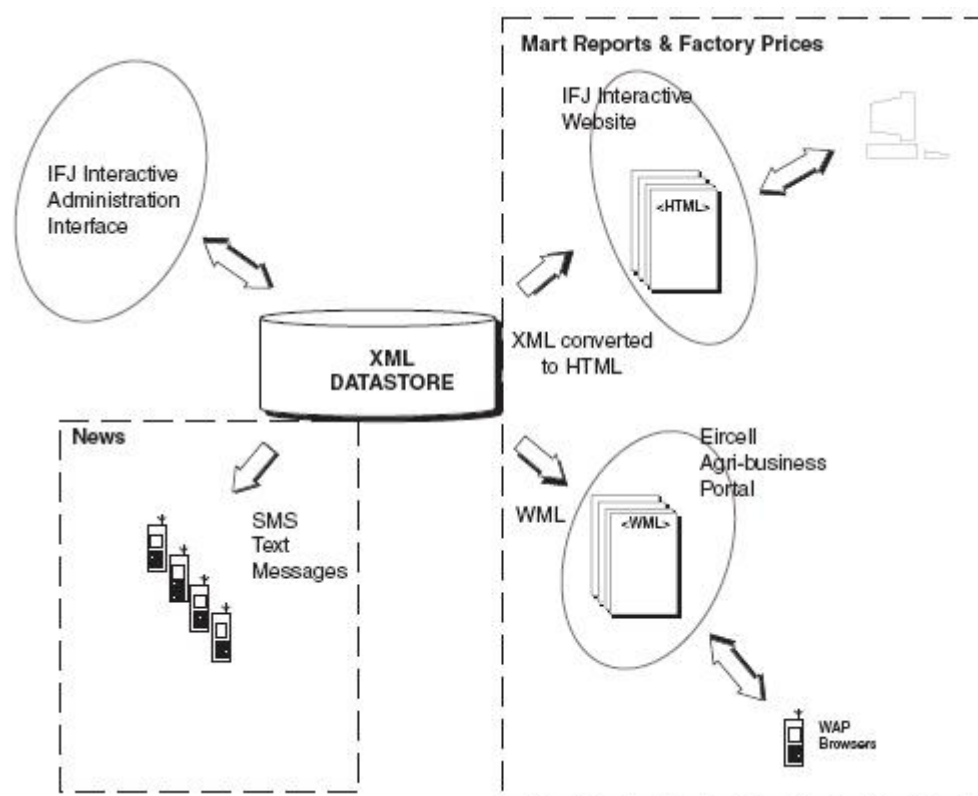 Mart Reports & Factory Prices
IFJ Interactive
Website
<HTML>
IFJ Interactive
Administration
Interface
XML
DATASTORE
XML converted
to HTML
News
SMS
Text
Messages
Eircell
Agri-business
Portal
WML
<WML>
WAP
Browsers